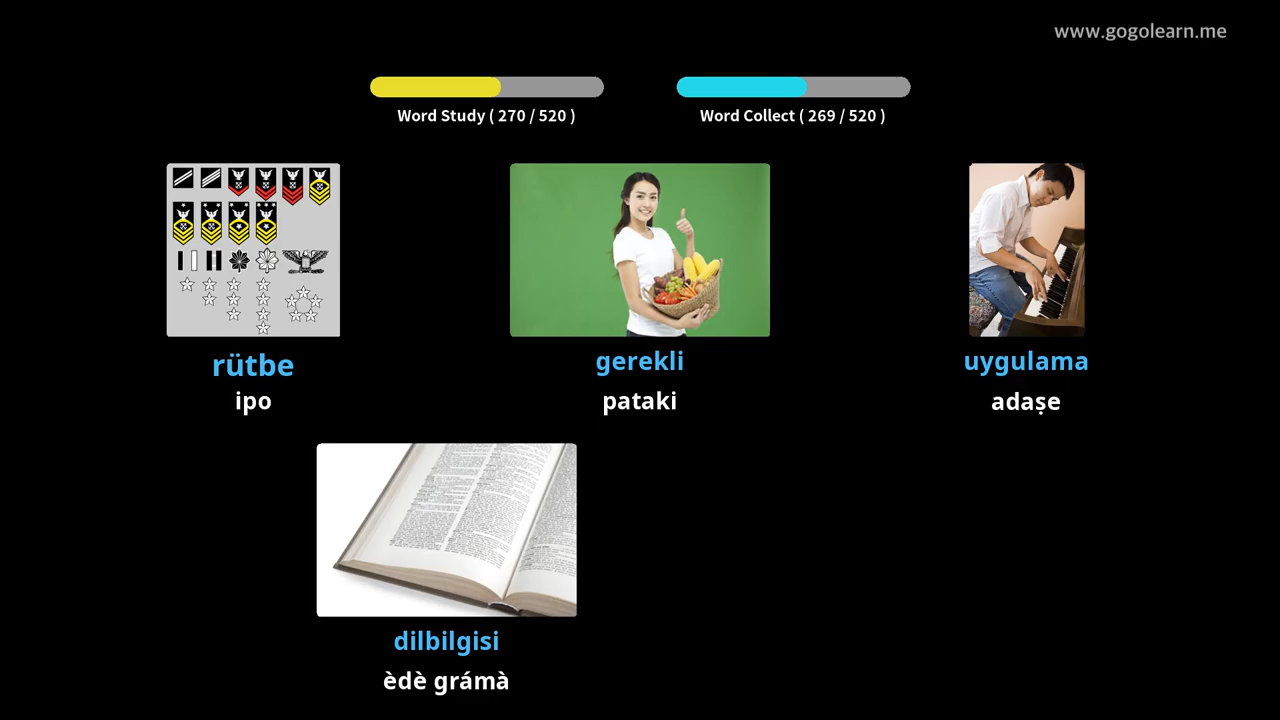 www.gogolearn.me
Word Study ( 270 / 520 )
Word Collect ( 269 / 520 )
rütbe
ipo
gerekli
pataki
uygulama
adaṣe
dilbilgisi
èdè grámà